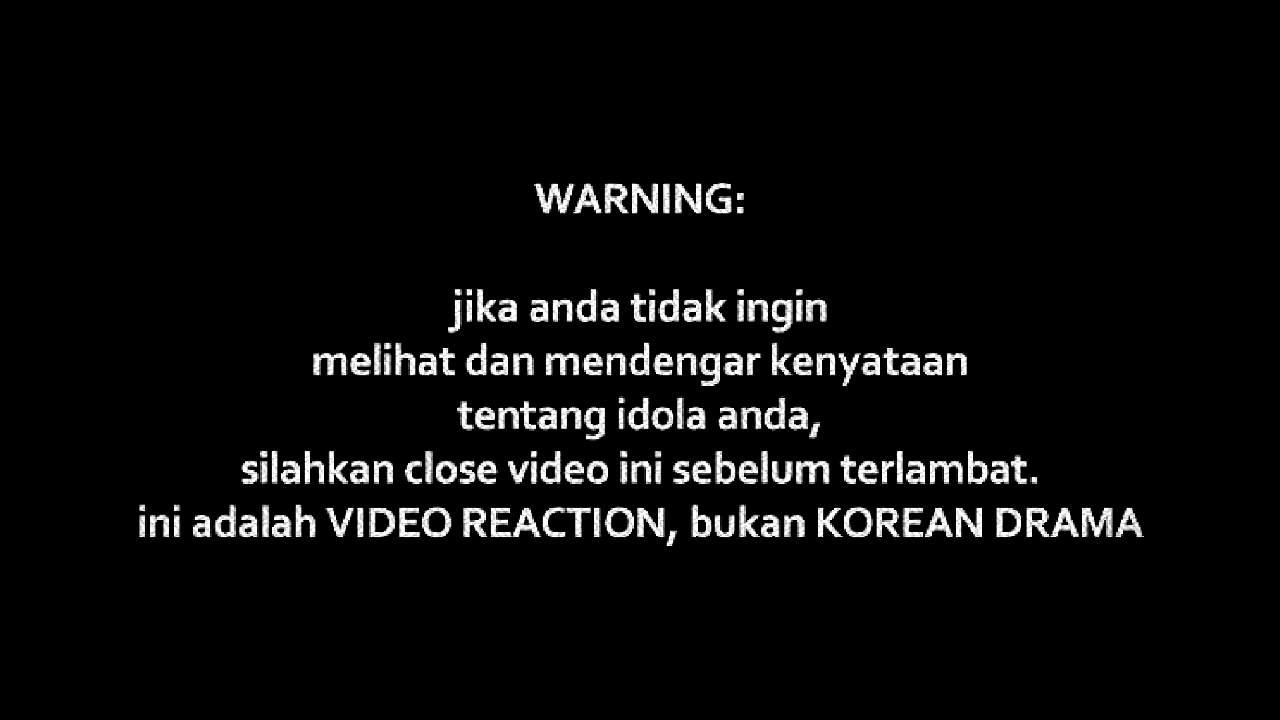 WARNING:
jika anda tidak ingin
melihat dan mendengar kenyataan
tentang idola anda,
silahkan close video ini sebelum terlambat.
ini adalah VIDEO REACTION, bukan KOREAN DRAMA